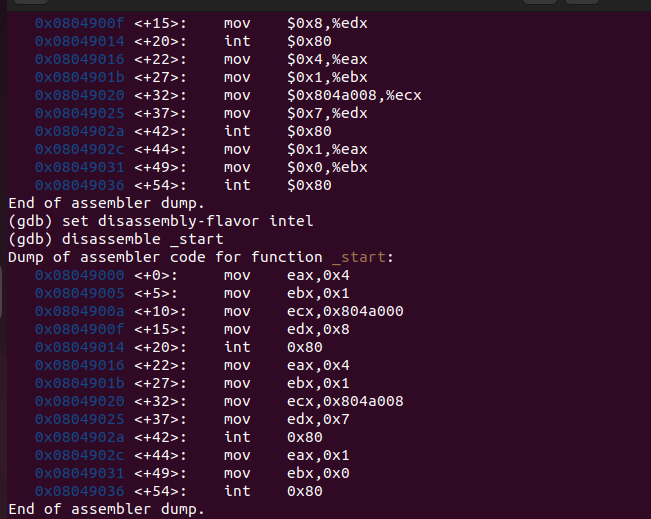 0x0804900f <+15>:    mov    $0x8,%edx
0x08049014 <+20>:    int    $0x80
0x08049016 <+22>:    mov    $0x4,%eax
0x0804901b <+27>:    mov    $0x1,%ebx
0x08049020 <+32>:    mov    $0x804a008,%ecx
0x08049025 <+37>:    mov    $0x7,%edx
0x0804902a <+42>:    int    $0x80
0x0804902c <+44>:    mov    $0x1,%eax
0x08049031 <+49>:    mov    $0x0,%ebx
0x08049036 <+54>:    int    $0x80
End of assembler dump.
(gdb) set disassembly-flavor intel
(gdb) disassemble _start
Dump of assembler code for function _start:
0x08049000 <+0>:     mov    eax,0x4
0x08049005 <+5>:     mov    ebx,0x1
0x0804900a <+10>:    mov    ecx,0x804a000
0x0804900f <+15>:    mov    edx,0x8
0x08049014 <+20>:    int    0x80
0x08049016 <+22>:    mov    eax,0x4
0x0804901b <+27>:    mov    ebx,0x1
0x08049020 <+32>:    mov    ecx,0x804a008
0x08049025 <+37>:    mov    edx,0x7
0x0804902a <+42>:    int    0x80
0x0804902c <+44>:    mov    eax,0x1
0x08049031 <+49>:    mov    ebx,0x0
0x08049036 <+54>:    int    0x80
End of assembler dump.